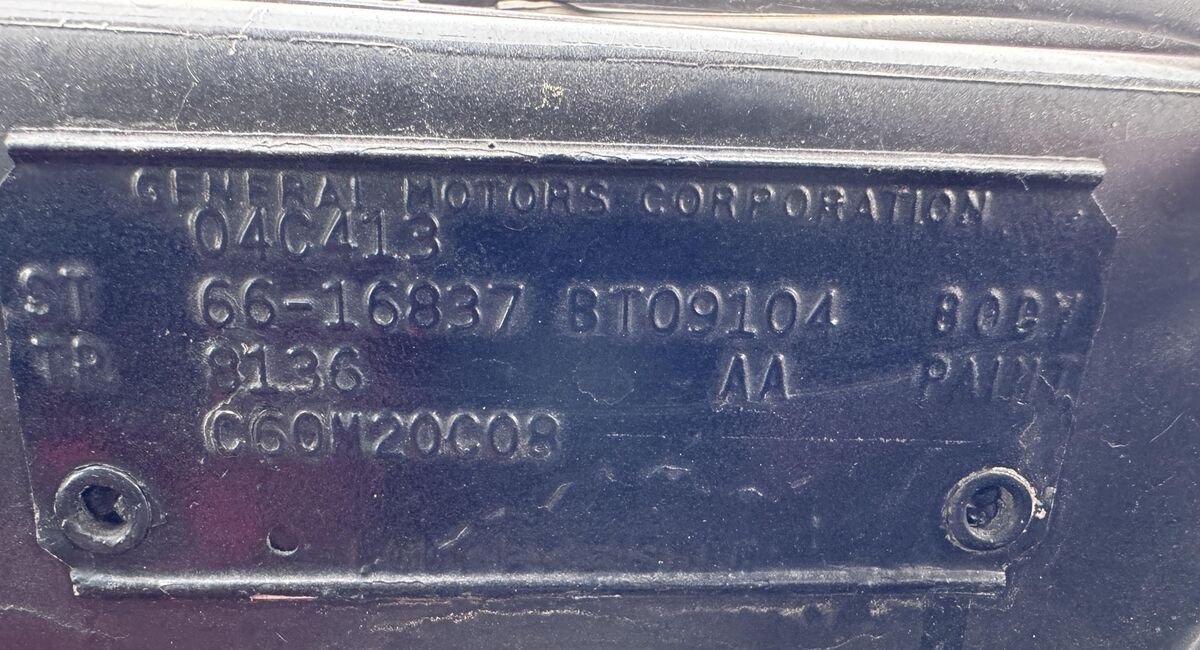 GENERAL MOTORS CORPORATION
04C413
ST 66-16837 BT09104 BODY
TR 8136 AA PAINT
C60M20C08